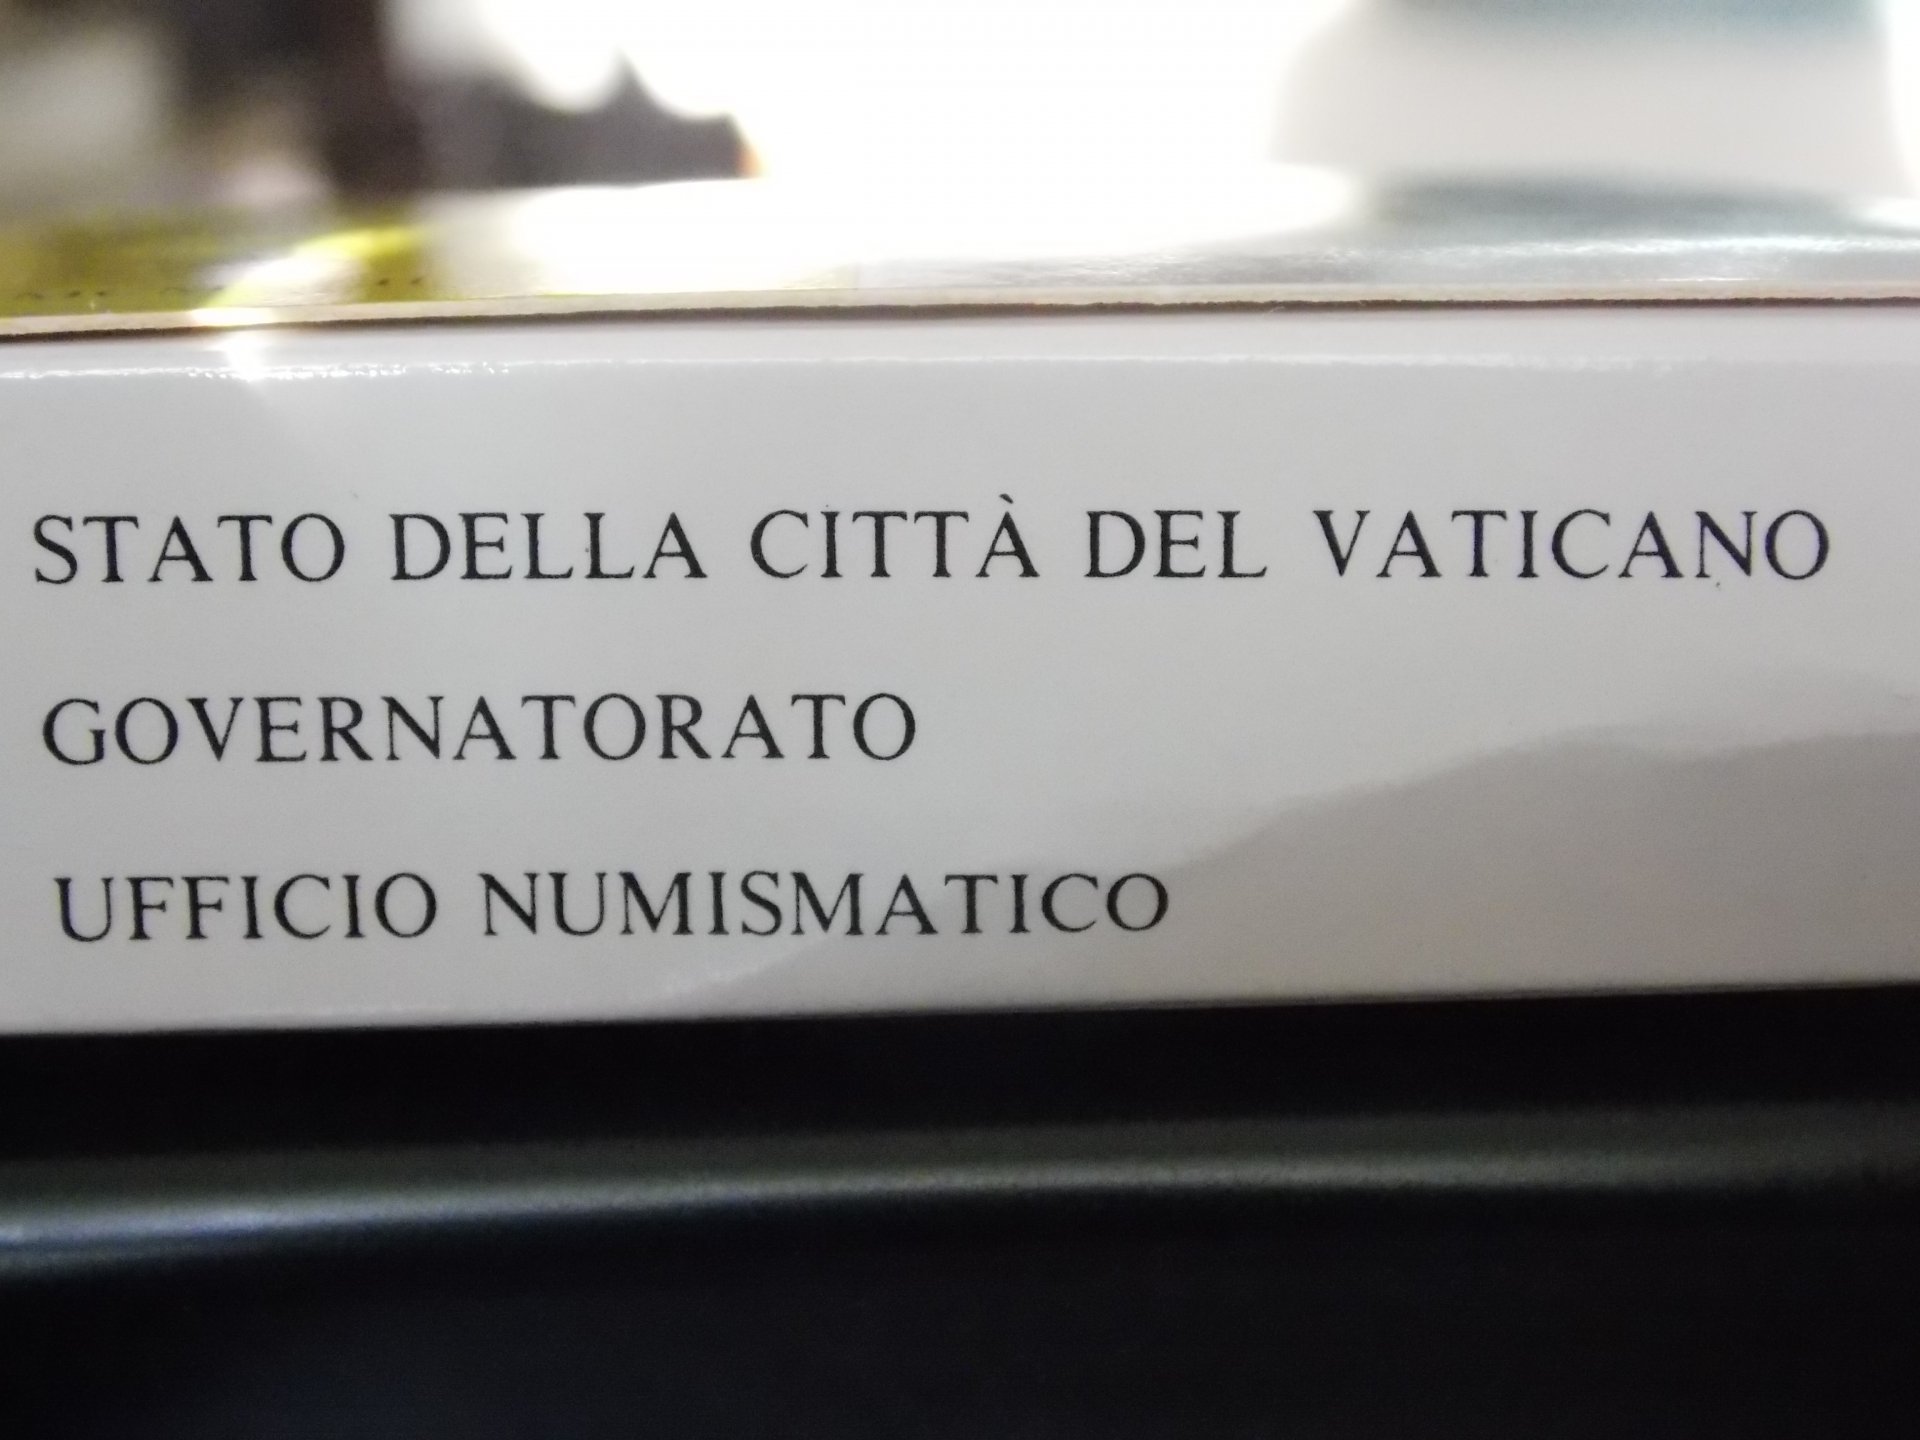 STATO DELLA CITTÀ DEL VATICANO
GOVERNATORATO
UFFICIO NUMISMATICO